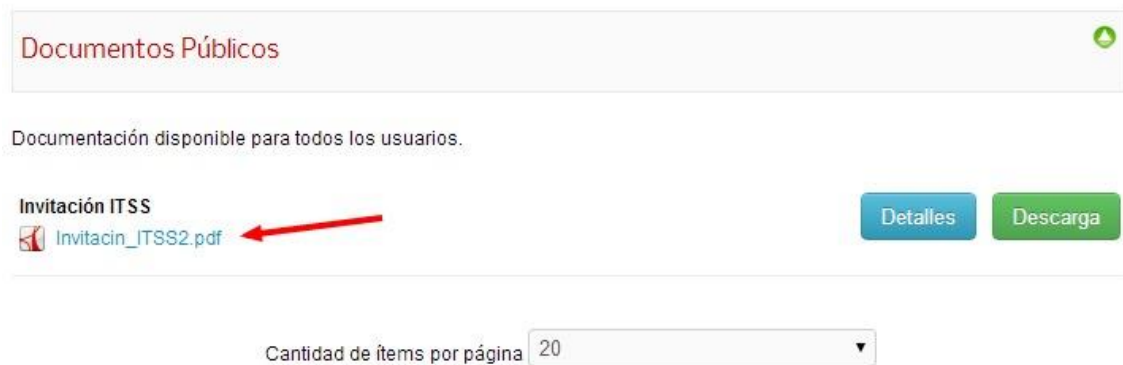 Documentos Públicos
Documentación disponible para todos los usuarios.
Invitación ITSS
Invitacin_ITSS2.pdf
Detalles
Descarga
Cantidad de ítems por página 20